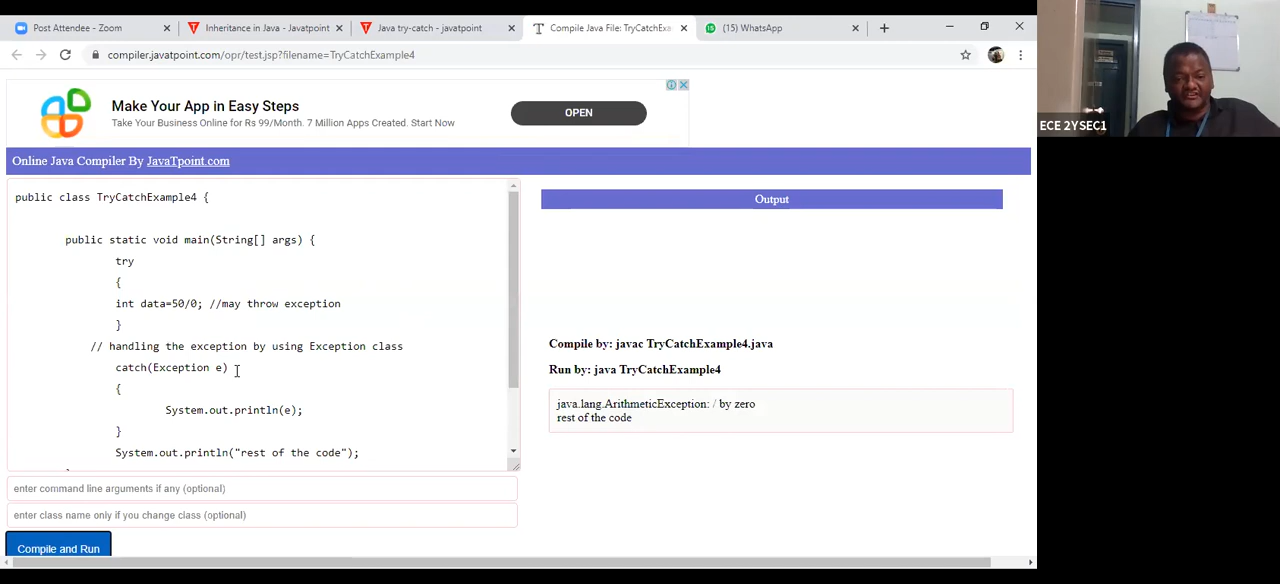 Post Attendee - Zoom
Inheritance in Java - Javatpoint
Java try-catch - javatpoint
Compile Java File: TryCatchExa
(15) WhatsApp
compiler.javatpoint.com/opr/test.jsp?filename=TryCatchExample4
Make Your App in Easy Steps
Take Your Business Online for Rs 99/Month. 7 Million Apps Created. Start Now
OPEN
ECE 2YSEC1
Online Java Compiler By JavaTpoint.com
public class TryCatchExample4 {
public static void main(String[] args) {
try
{
int data=50/0; //may throw exception
}
// handling the exception by using Exception class
catch(Exception e)
{
System.out.println(e);
}
System.out.println("rest of the code");
enter command line arguments if any (optional)
enter class name only if you change class (optional)
Compile and Run
Output
Compile by: javac TryCatchExample4.java
Run by: java TryCatchExample4
java.lang.ArithmeticException: / by zero
rest of the code